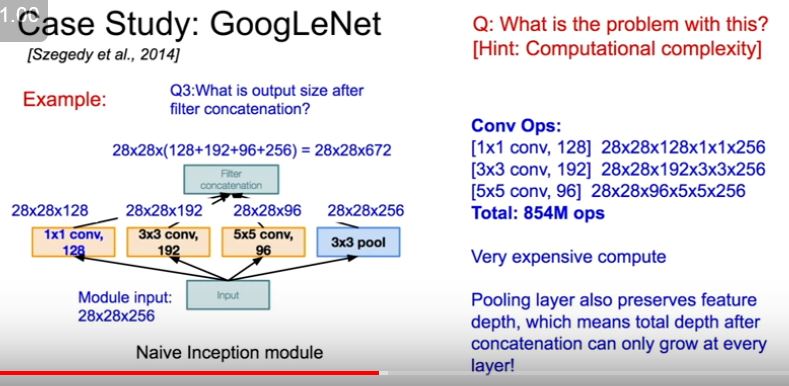 1.00
Case Study: GoogLeNet
[Szegedy et al., 2014]
Example:
Q3:What is output size after
filter concatenation?
28x28x(128+192+96+256) = 28x28x672
Filter
concatenation
28x28x128
28x28x192
28x28x96
28x28x256
1x1 conv,
128
3x3 conv,
192
5x5 conv,
96
3x3 pool
Module input:
28x28x256
Input
Naive Inception module
Q: What is the problem with this?
[Hint: Computational complexity]
Conv Ops:
[1x1 conv, 128] 28x28x128x1x1x256
[3x3 conv, 192] 28x28x192x3x3x256
[5x5 conv, 96] 28x28x96x5x5x256
Total: 854M ops
Very expensive compute
Pooling layer also preserves feature
depth, which means total depth after
concatenation can only grow at every
layer!